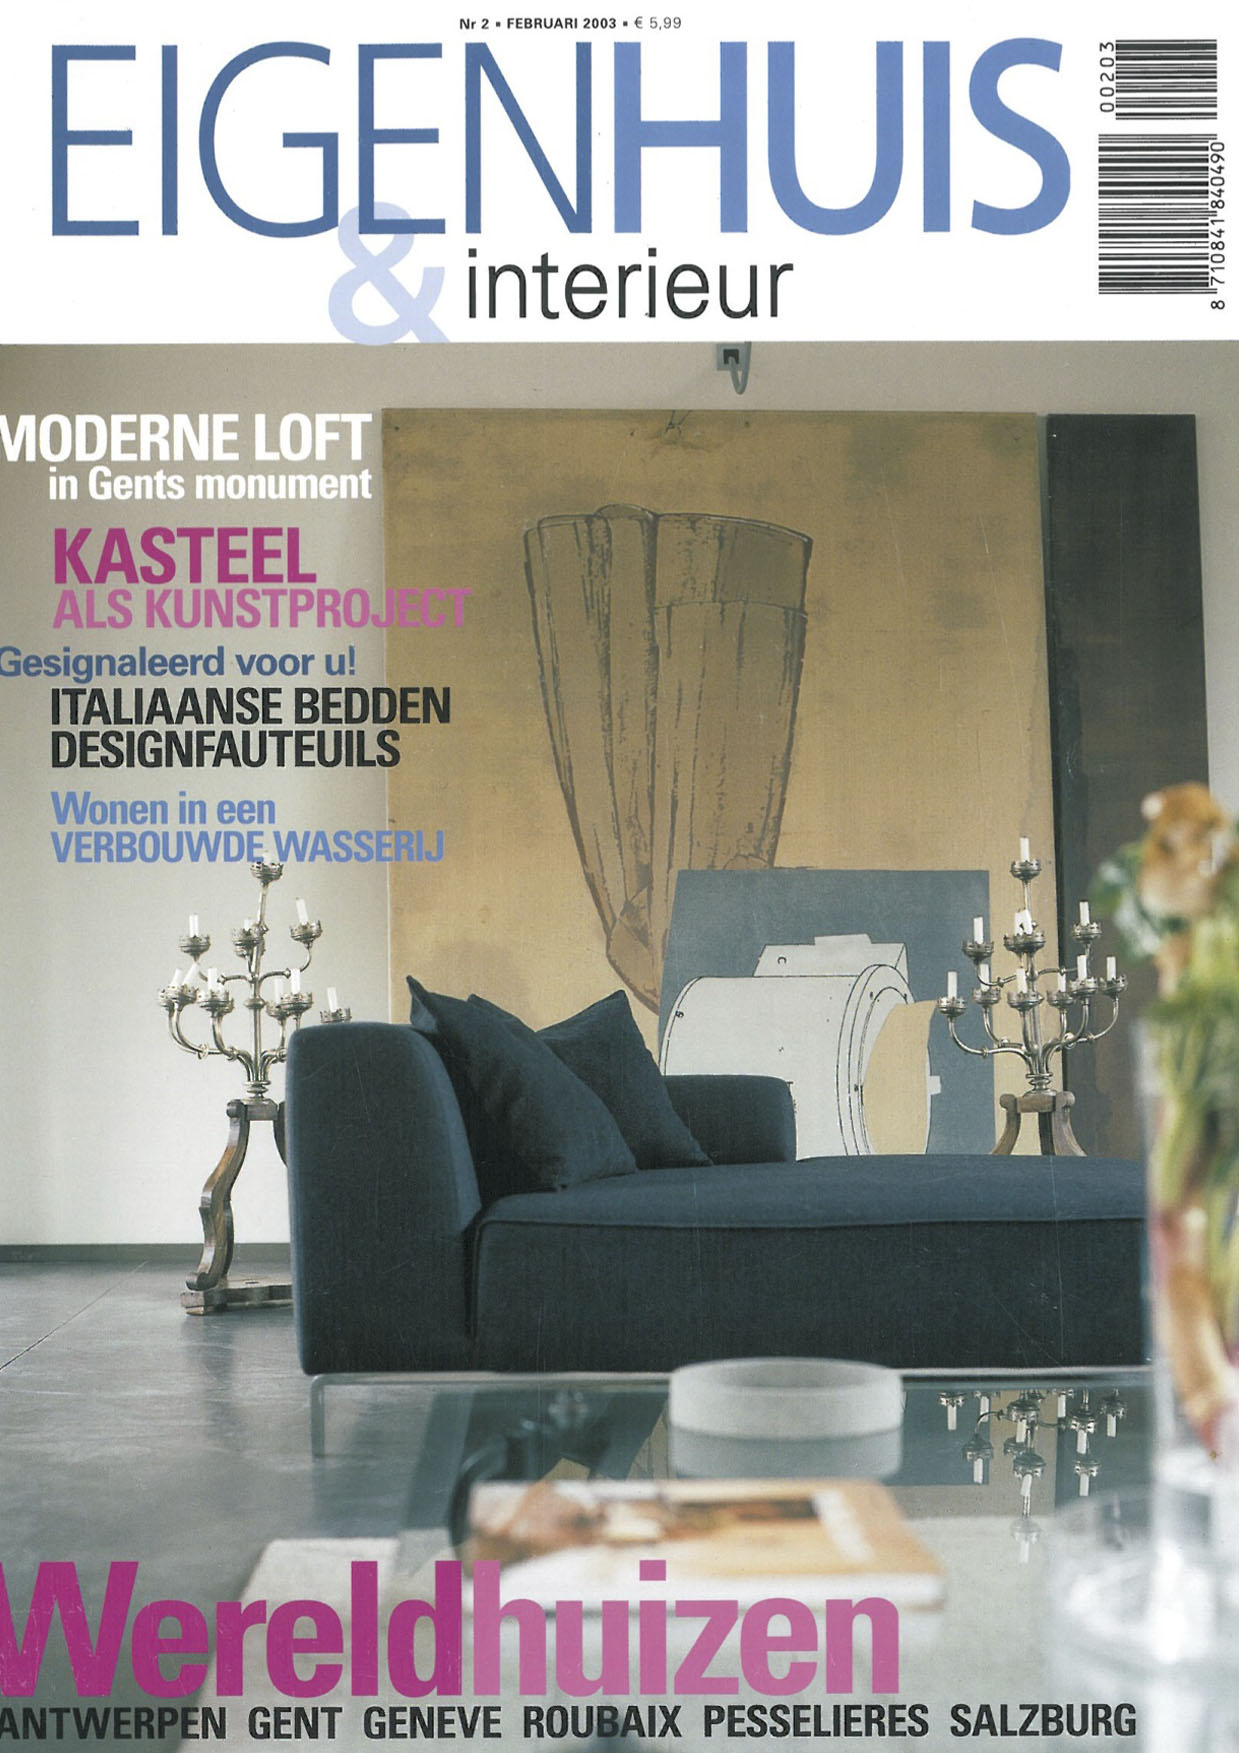 Nr 2 ▪ FEBRUARI 2003 ▪ € 5,99
EIGENHUIS
& interieur
00203
8 710841 840490
MODERNE LOFT
in Gents monument
KASTEEL
ALS KUNSTPROJECT
Gesignaleerd voor u!
ITALIAANSE BEDDEN
DESIGNFAUTEUILS
Wonen in een
VERBOUWDE WASSERIJ
Wereldhuizen
ANTWERPEN GENT GENEVE ROUBAIX PESSELIERES SALZBURG